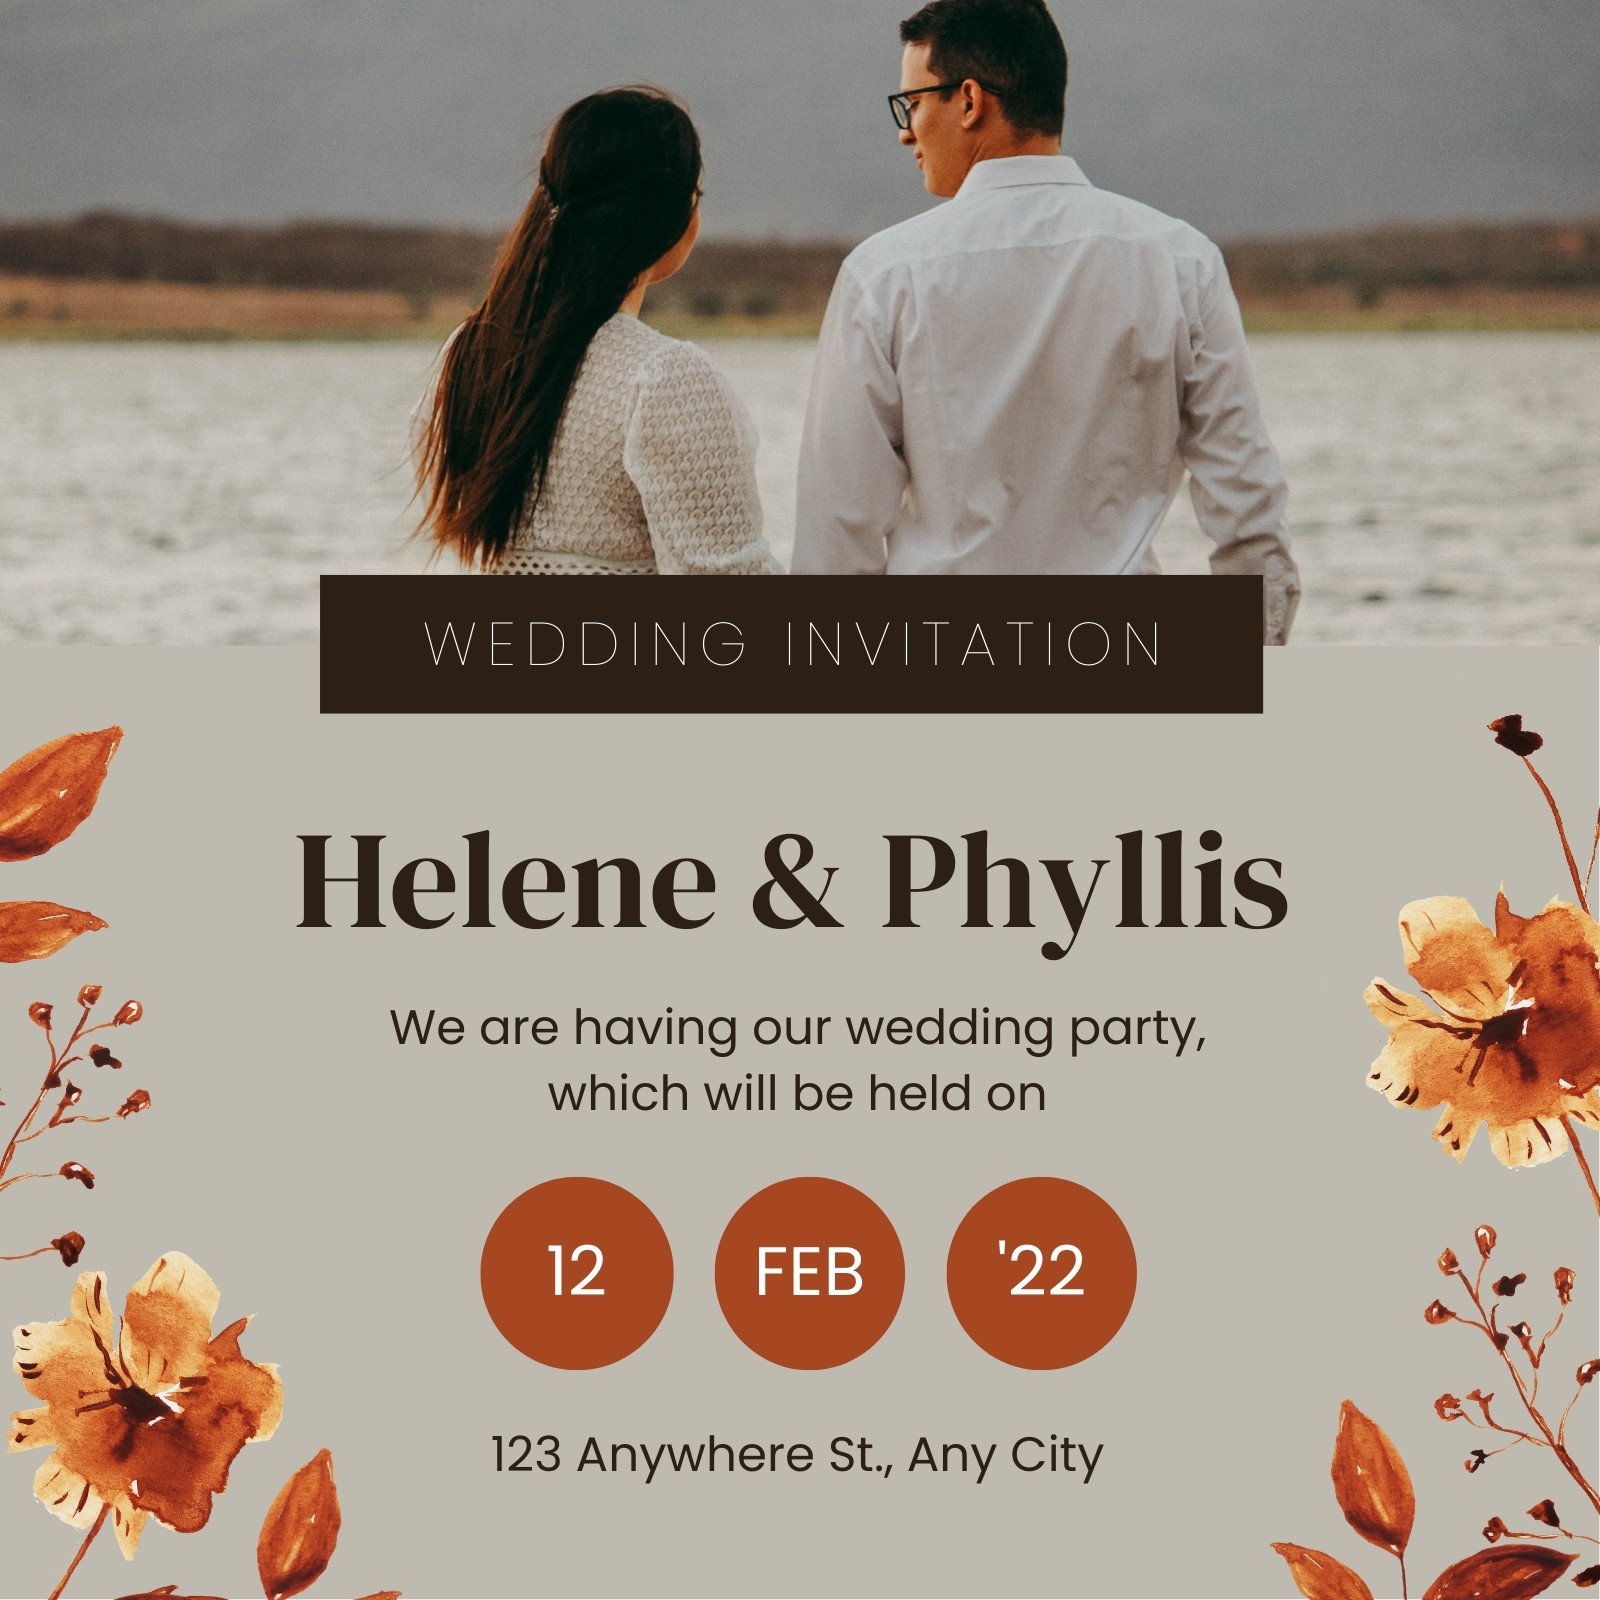 WEDDING INVITATION
Helene & Phyllis
We are having our wedding party,
which will be held on
12 FEB '22
123 Anywhere St., Any City